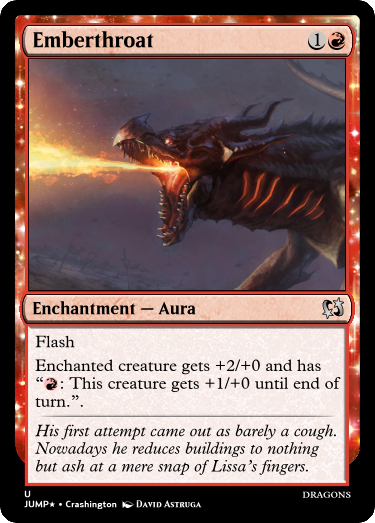 Emberthroat 1
Enchantment — Aura
Flash
Enchanted creature gets +2/+0 and has
“: This creature gets +1/+0 until end of
turn.”.
His first attempt came out as barely a cough.
Nowadays he reduces buildings to nothing
but ash at a mere snap of Lissa's fingers.
U DRAGONS
JUMP★ • Crashington David Astruga